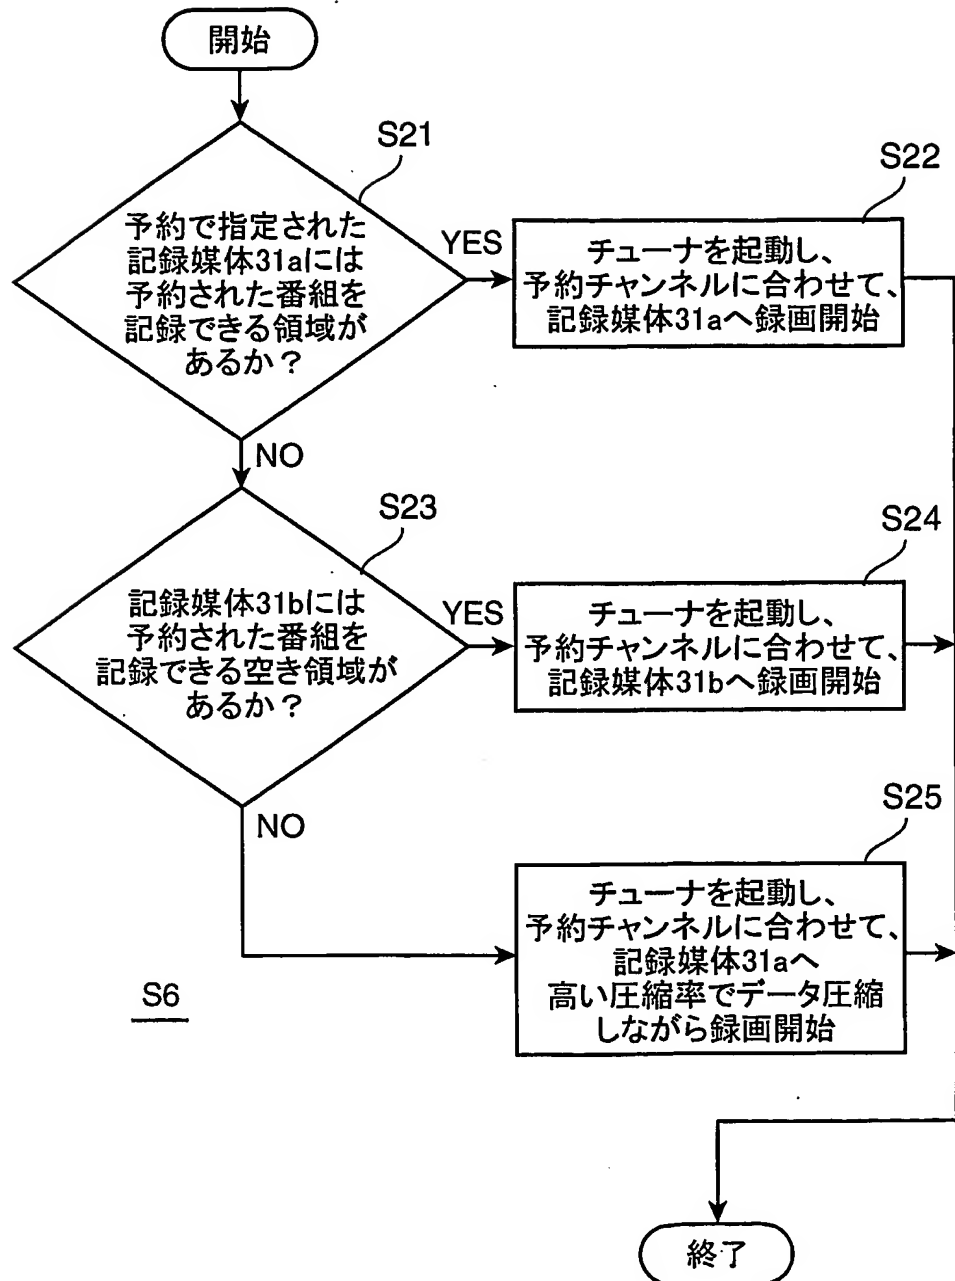 開始
S21
予約で指定された
記録媒体31aには
予約された番組を
記録できる領域が
あるか？
YES
S22
チューナを起動し、
予約チャンネルに合わせて、
記録媒体31aへ録画開始
NO
S23
記録媒体31bには
予約された番組を
記録できる空き領域が
あるか？
YES
S24
チューナを起動し、
予約チャンネルに合わせて、
記録媒体31bへ録画開始
NO
S25
チューナを起動し、
予約チャンネルに合わせて、
記録媒体31aへ
高い圧縮率でデータ圧縮
しながら録画開始
S6
終了